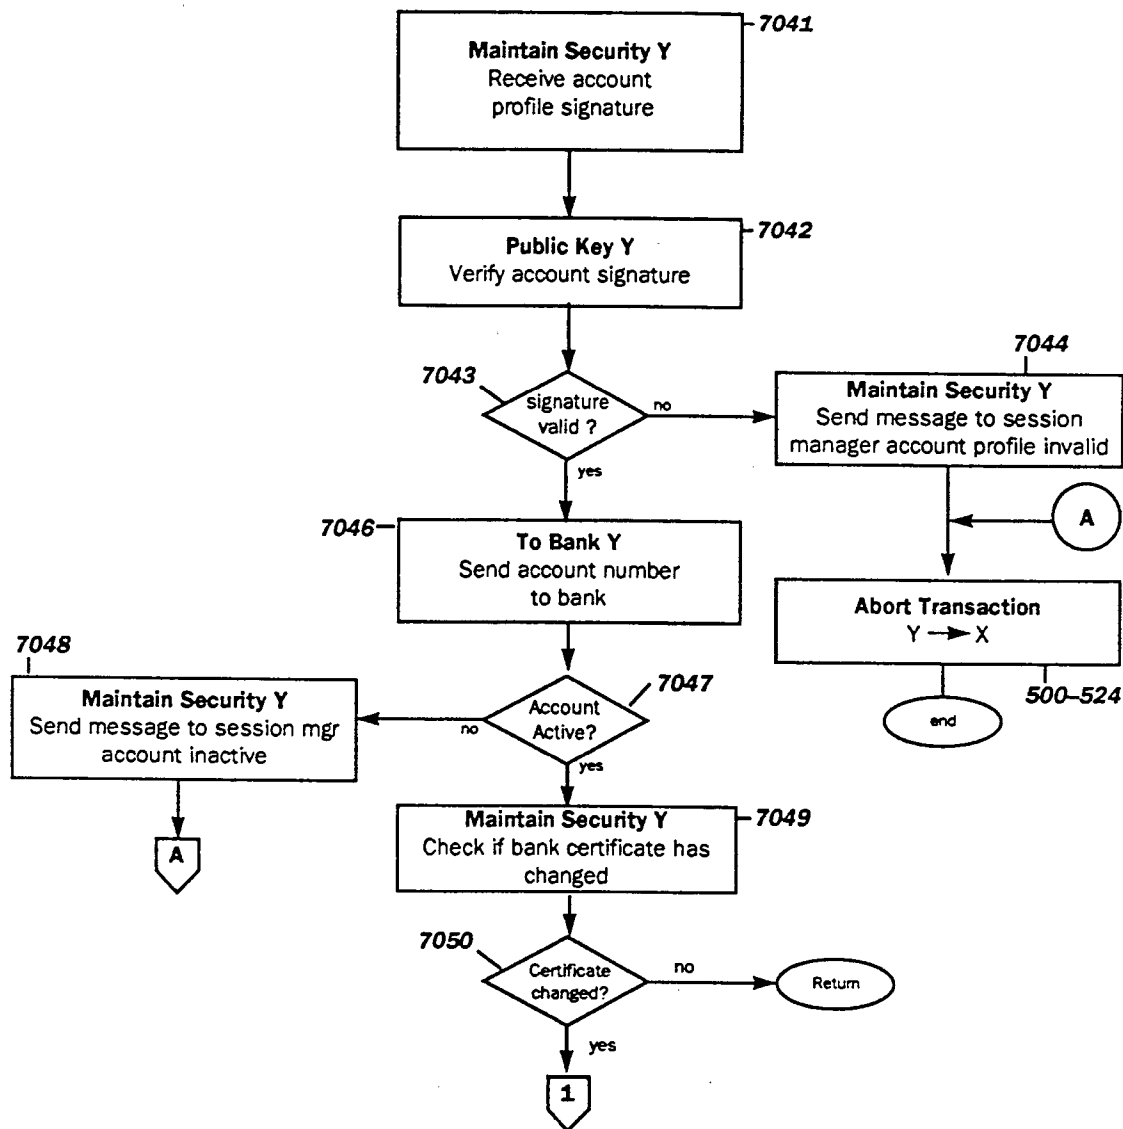 7041
Maintain Security Y
Receive account
profile signature
7042
Public Key Y
Verify account signature
7043
signature
valid ?
no
yes
7044
Maintain Security Y
Send message to session
manager account profile invalid
A
Abort Transaction
Y → X
500–524
end
7046
To Bank Y
Send account number
to bank
7047
Account
Active?
no
yes
7048
Maintain Security Y
Send message to session mgr
account inactive
A
7049
Maintain Security Y
Check if bank certificate has
changed
7050
Certificate
changed?
no
Return
yes
1